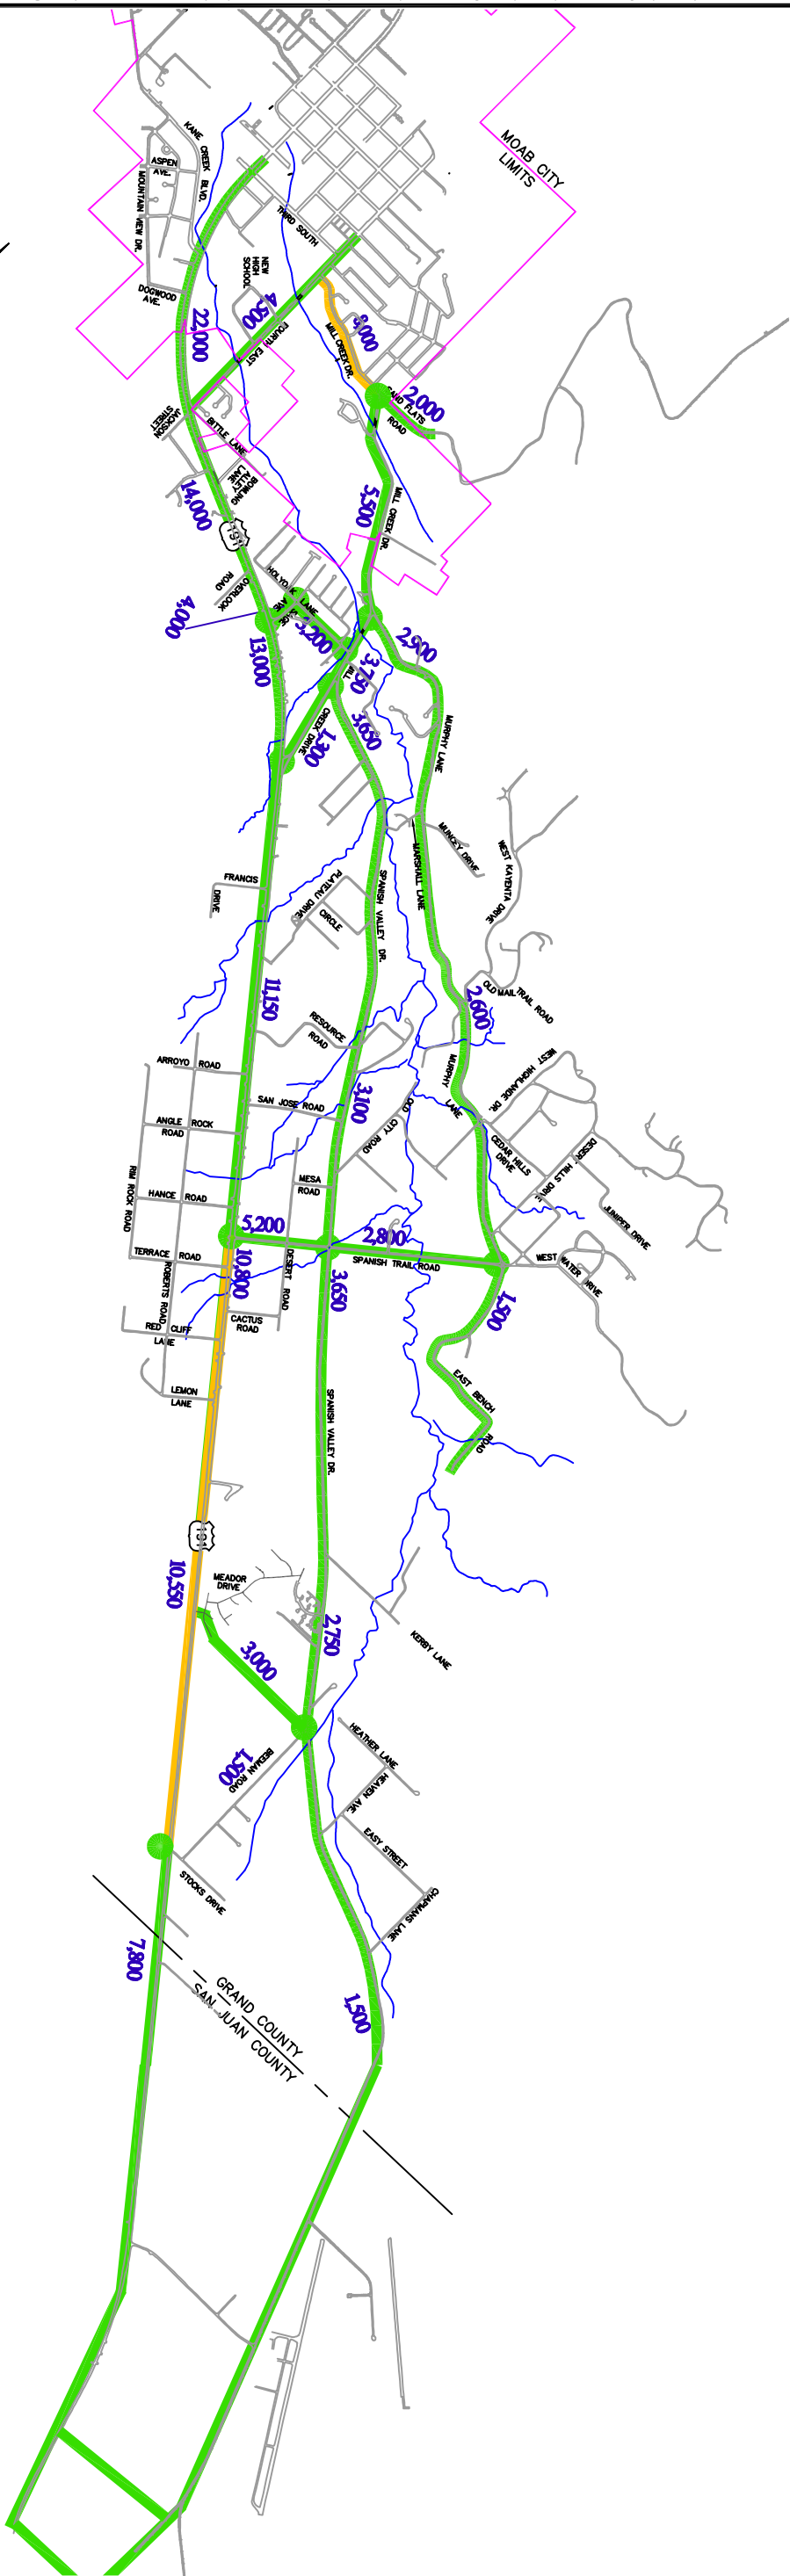 MOAB CITY
LIMITS
KANE CREEK BLVD.
ASPEN
AVE.
MOUNTAIN VIEW DR.
THIRD SOUTH
NEW
HIGH
SCHOOL
DOGWOOD
AVE.
22,000
4,500
FOURTH EAST
8,000
MILL CREEK DR.
2,000
SAND FLATS
ROAD
JACKSON
STREET
BITTLE LANE
BOWLING
ALLEY
LANE
14,000
191
5,500
MILL CREEK DR.
OVERLOOK
ROAD
HOLYOAK LANE
4,000
AVE
3,200
13,000
2,900
3,750
MILL
CREEK DRIVE
1,300
3,650
MURPHY LANE
MUNCEY DRIVE
MARSHALL LANE
WEST KAYENTA DRIVE
FRANCIS
DRIVE
PLATEAU DRIVE
CIRCLE
SPANISH VALLEY DR.
OLD MAIL TRAIL ROAD
2,600
11,150
RESOURCE
ROAD
ARROYO ROAD
MURPHY
LANE
WEST HIGHLANDE DR.
SAN JOSE ROAD
3,100
OLD
CITY ROAD
ANGLE ROCK
ROAD
CEDAR HILLS
DRIVE
DESERT HILLS DRIVE
MESA
ROAD
RIM ROCK ROAD
HANCE ROAD
JUNIPER DRIVE
5,200
2,800
SPANISH TRAIL ROAD
TERRACE ROAD
10,800
DESERT ROAD
WEST WATER DRIVE
ROBERTS ROAD
3,650
1,500
RED CLIFF
LANE
CACTUS
ROAD
LEMON
LANE
EAST BENCH
ROAD
SPANISH VALLEY DR.
191
10,550
MEADOR
DRIVE
2,750
KERBY LANE
3,000
HEATHER LANE
1,500
BEEMAN ROAD
HEAVEN AVE.
EASY STREET
STOCKS DRIVE
CHAPMANS LANE
7,800
GRAND COUNTY
SAN JUAN COUNTY
1,500